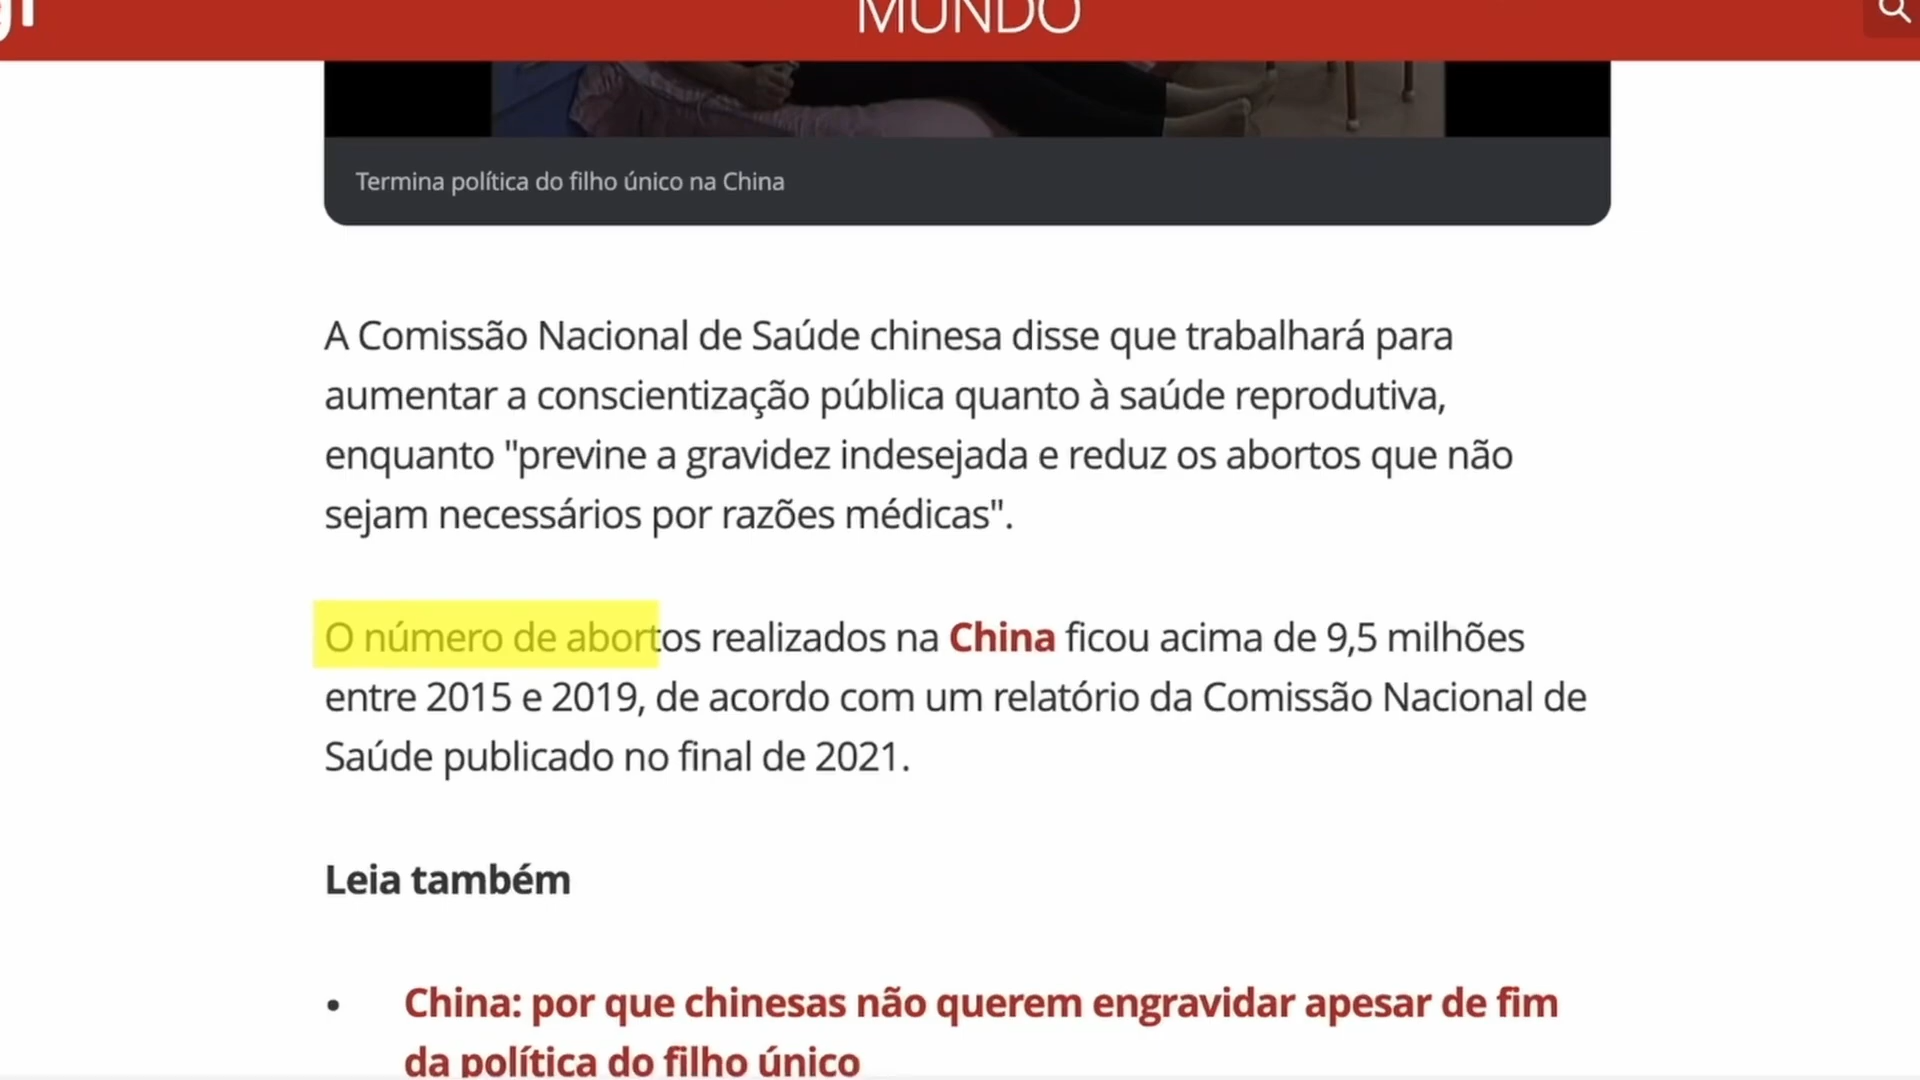 MUNDO
Termina política do filho único na China
A Comissão Nacional de Saúde chinesa disse que trabalhará para
aumentar a conscientização pública quanto à saúde reprodutiva,
enquanto "previne a gravidez indesejada e reduz os abortos que não
sejam necessários por razões médicas".
O número de abortos realizados na China ficou acima de 9,5 milhões
entre 2015 e 2019, de acordo com um relatório da Comissão Nacional de
Saúde publicado no final de 2021.
Leia também
• China: por que chinesas não querem engravidar apesar de fim
da política do filho único